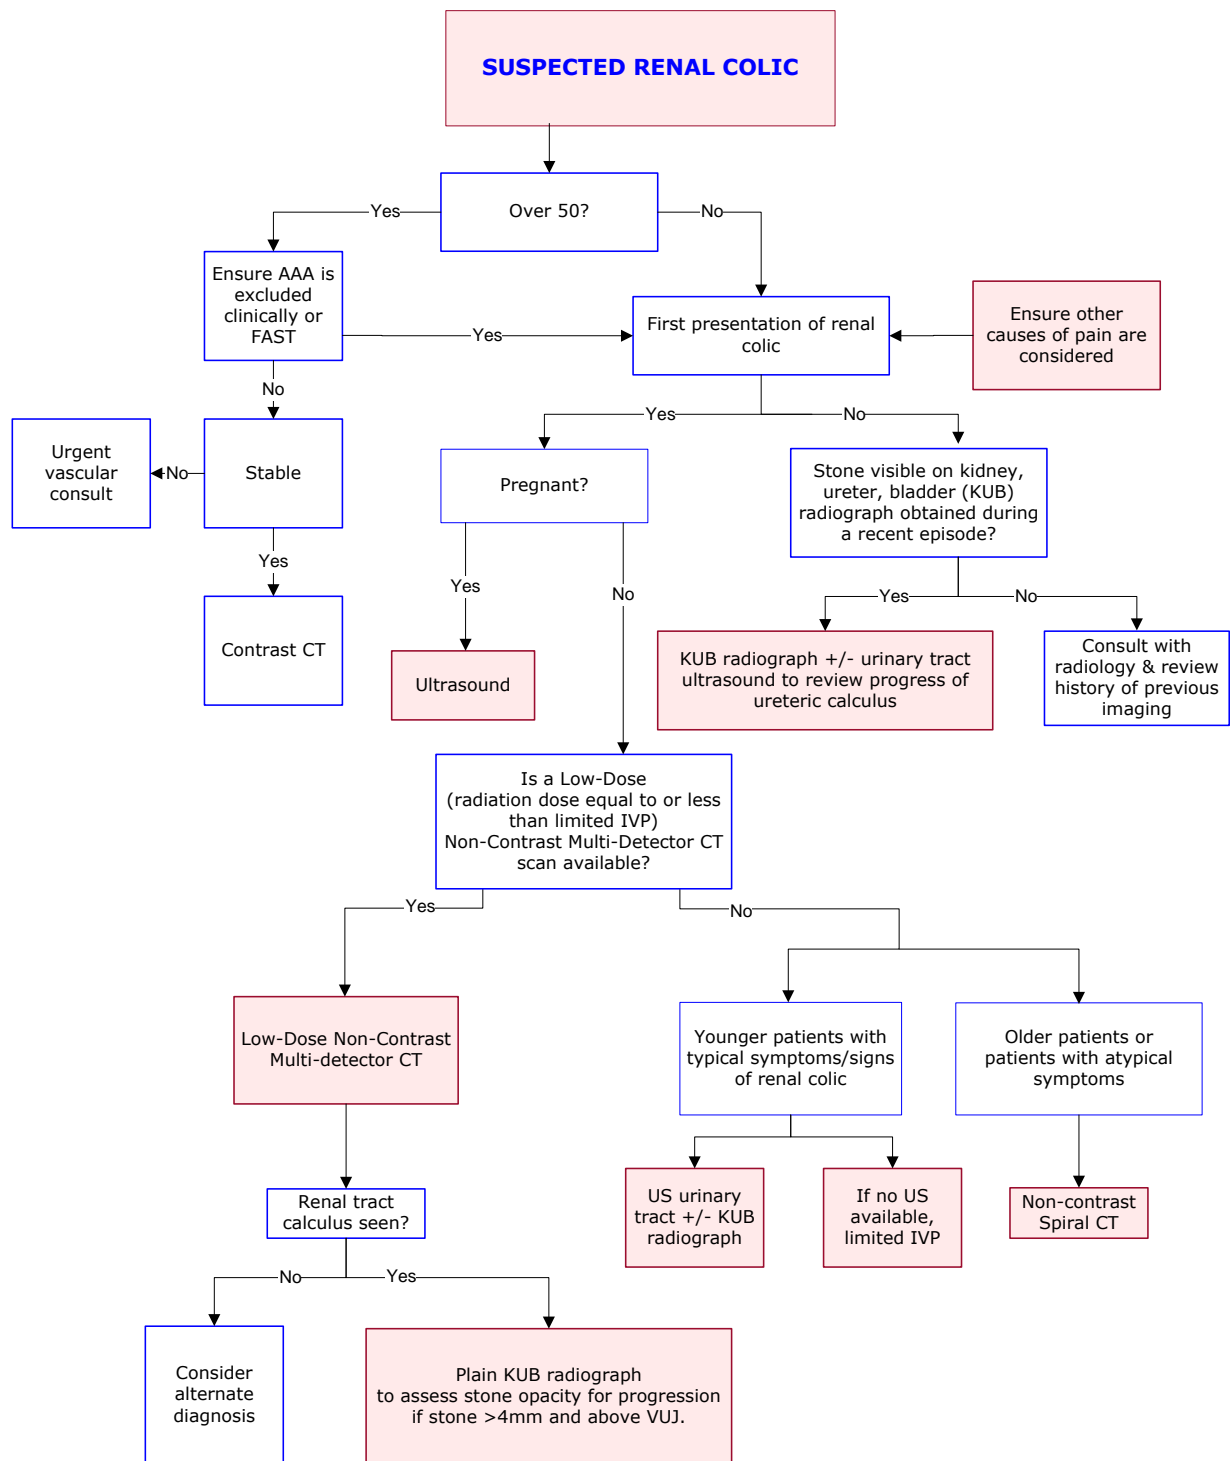 SUSPECTED RENAL COLIC
Over 50?
Yes
No
Ensure AAA is
excluded
clinically or
FAST
Yes
First presentation of renal
colic
Ensure other
causes of pain are
considered
No
Yes
No
Urgent
vascular
consult
No
Stable
Pregnant?
Stone visible on kidney,
ureter, bladder (KUB)
radiograph obtained during
a recent episode?
Yes
Yes
No
Yes
No
Contrast CT
Ultrasound
KUB radiograph +/- urinary tract
ultrasound to review progress of
ureteric calculus
Consult with
radiology & review
history of previous
imaging
Is a Low-Dose
(radiation dose equal to or less
than limited IVP)
Non-Contrast Multi-Detector CT
scan available?
Yes
No
Low-Dose Non-Contrast
Multi-detector CT
Younger patients with
typical symptoms/signs
of renal colic
Older patients or
patients with atypical
symptoms
Renal tract
calculus seen?
US urinary
tract +/- KUB
radiograph
If no US
available,
limited IVP
Non-contrast
Spiral CT
No
Yes
Consider
alternate
diagnosis
Plain KUB radiograph
to assess stone opacity for progression
if stone >4mm and above VUJ.